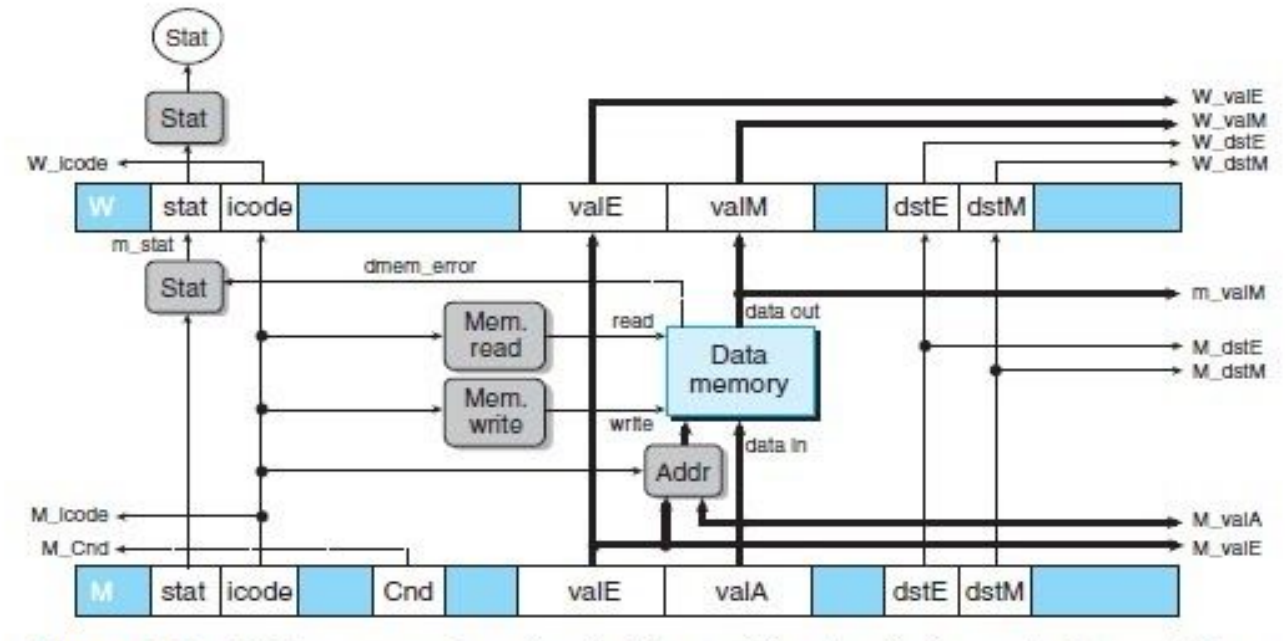 Stat
Stat
W_valE
W_valM
W_dstE
W_dstM
W_icode
W stat icode valE valM dstE dstM
m_stat
dmem_error
Stat
m_valM
data out
Mem.
read
read
Data
memory
M_dstE
M_dstM
Mem.
write
write
data in
Addr
M_icode
M_valA
M_Cnd
M_valE
M stat icode Cnd valE valA dstE dstM